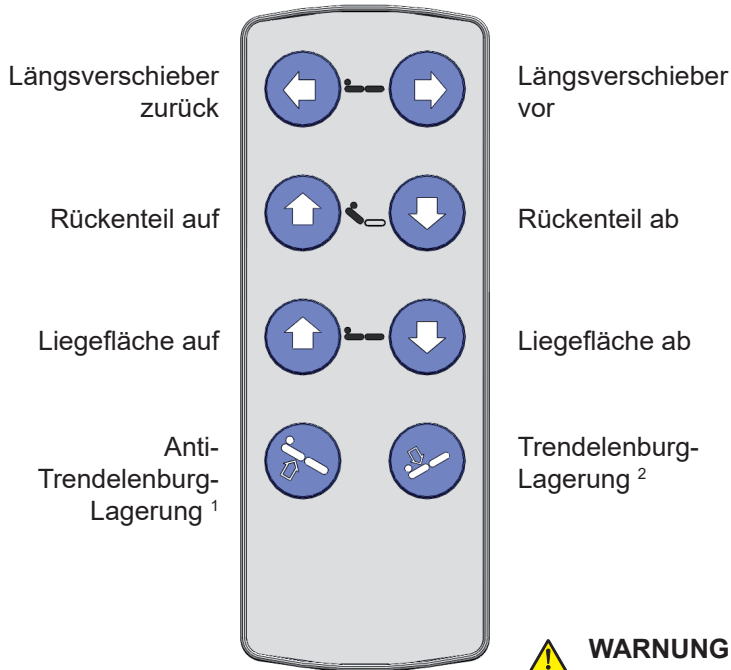 Längsverschieber
zurück
Längsverschieber
vor
Rückenteil auf
Rückenteil ab
Liegefläche auf
Liegefläche ab
Anti-
Trendelenburg-
Lagerung 1
Trendelenburg-
Lagerung 2
WARNUNG